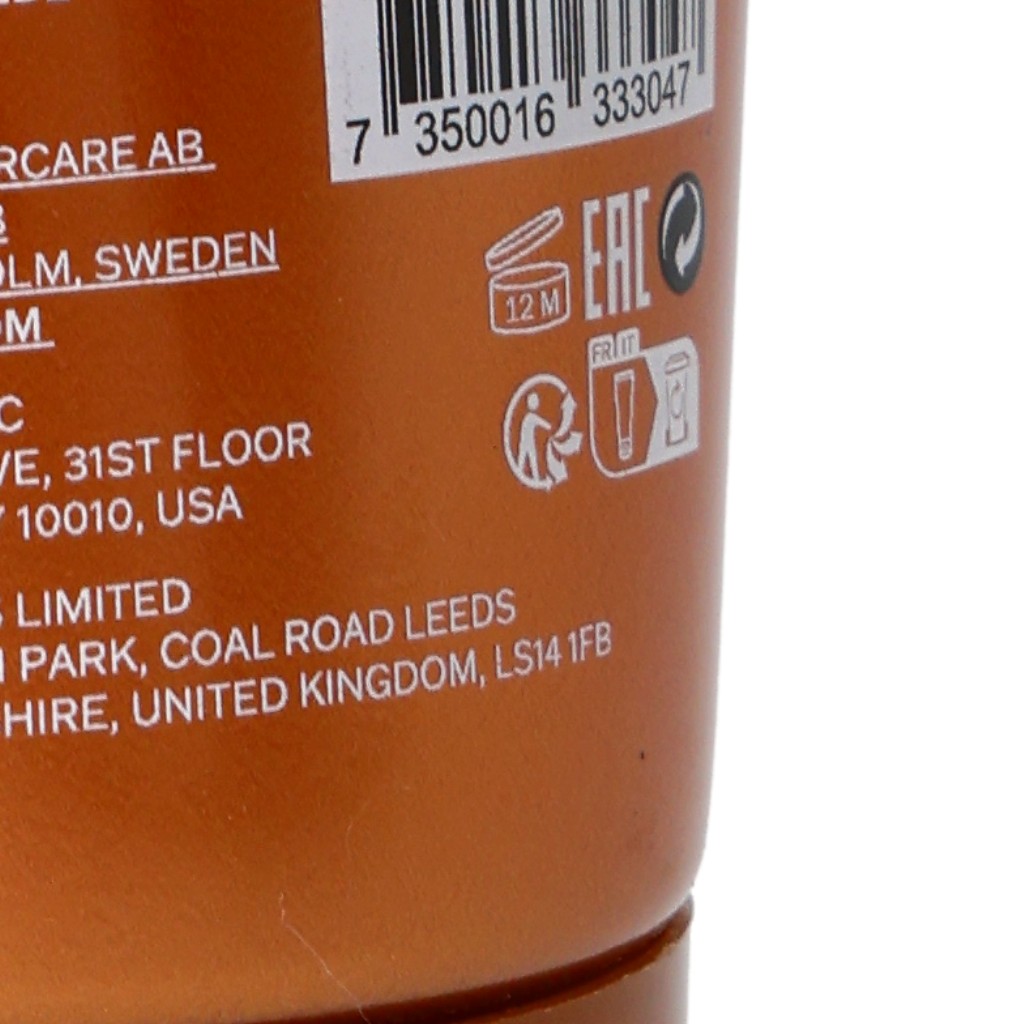 7 350016 333047
RCARE AB
OLM, SWEDEN
OM
12 M
EAC
FR IT
C
VE, 31ST FLOOR
Y 10010, USA
S LIMITED
PARK, COAL ROAD LEEDS
HIRE, UNITED KINGDOM, LS14 1FB